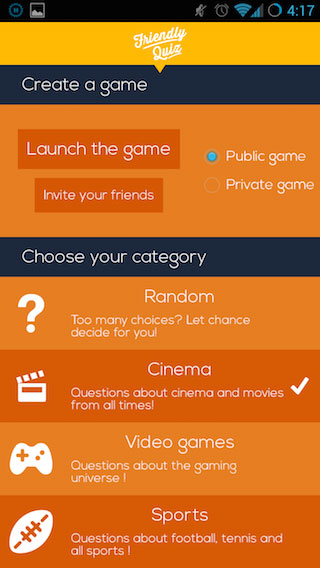 4:17
Friendly
Quiz
Create a game
Launch the game
Public game
Invite your friends
Private game
Choose your category
Random
Too many choices? Let chance
decide for you!
Cinema
Questions about cinema and movies
from all times!
Video games
Questions about the gaming
universe !
Sports
Questions about football, tennis and
all sports !